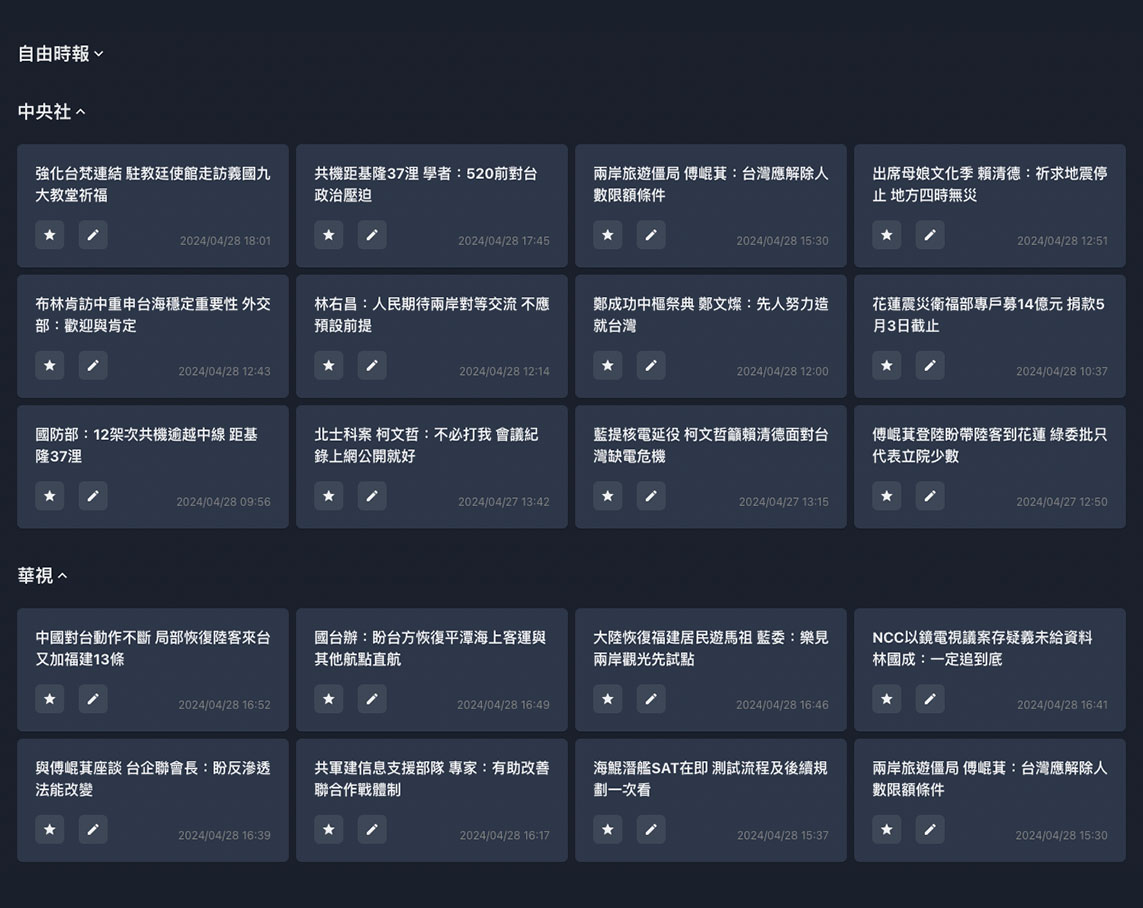 自由時報
中央社
強化台梵連結 駐教廷使館走訪義國九
大教堂祈福
2024/04/28 18:01
共機距基隆37浬 學者：520前對台
政治壓迫
2024/04/28 17:45
兩岸旅遊僵局 傅崐萁：台灣應解除人
數限額條件
2024/04/28 15:30
出席母娘文化季 賴清德：祈求地震停
止 地方四時無災
2024/04/28 12:51
布林肯訪中重申台海穩定重要性 外交
部：歡迎與肯定
2024/04/28 12:43
林右昌：人民期待兩岸對等交流 不應
預設前提
2024/04/28 12:14
鄭成功中樞祭典 鄭文燦：先人努力造
就台灣
2024/04/28 12:00
花蓮震災衛福部專戶募14億元 捐款5
月3日截止
2024/04/28 10:37
國防部：12架次共機逾越中線 距基
隆37浬
2024/04/28 09:56
北士科案 柯文哲：不必打我 會議紀
錄上網公開就好
2024/04/27 13:42
藍提核電延役 柯文哲籲賴清德面對台
灣缺電危機
2024/04/27 13:15
傅崐萁登陸盼帶陸客到花蓮 綠委批只
代表立院少數
2024/04/27 12:50
華視
中國對台動作不斷 局部恢復陸客來台
又加福建13條
2024/04/28 16:52
國台辦：盼台方恢復平潭海上客運與
其他航點直航
2024/04/28 16:49
大陸恢復福建居民遊馬祖 藍委：樂見
兩岸觀光先試點
2024/04/28 16:46
NCC以鏡電視議案存疑義未給資料
林國成：一定追到底
2024/04/28 16:41
與傅崐萁座談 台企聯會長：盼反滲透
法能改變
2024/04/28 16:39
共軍建信息支援部隊 專家：有助改善
聯合作戰體制
2024/04/28 16:17
海鯤潛艦SAT在即 測試流程及後續規
劃一次看
2024/04/28 15:37
兩岸旅遊僵局 傅崐萁：台灣應解除人
數限額條件
2024/04/28 15:30